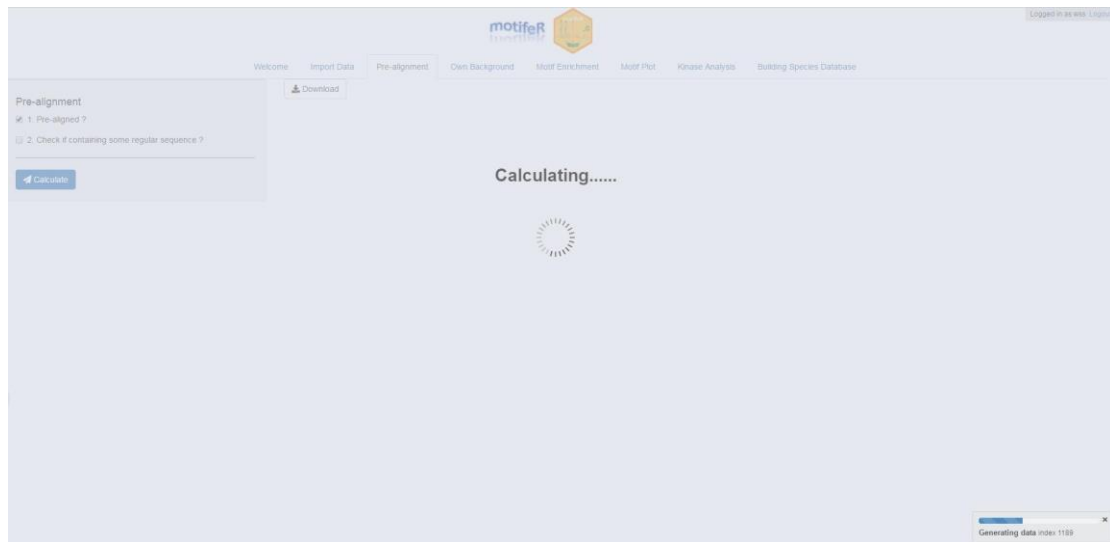 motifeR
Logged in as was Logout
Welcome Import Data Pre-alignment Own Background Motif Enrichment Motif Plot Kinase Analysis Building Species Database
Download
Pre-alignment
1. Pre-aligned ?
2. Check if containing some regular sequence ?
Calculate
Calculating......
Generating data index 1189